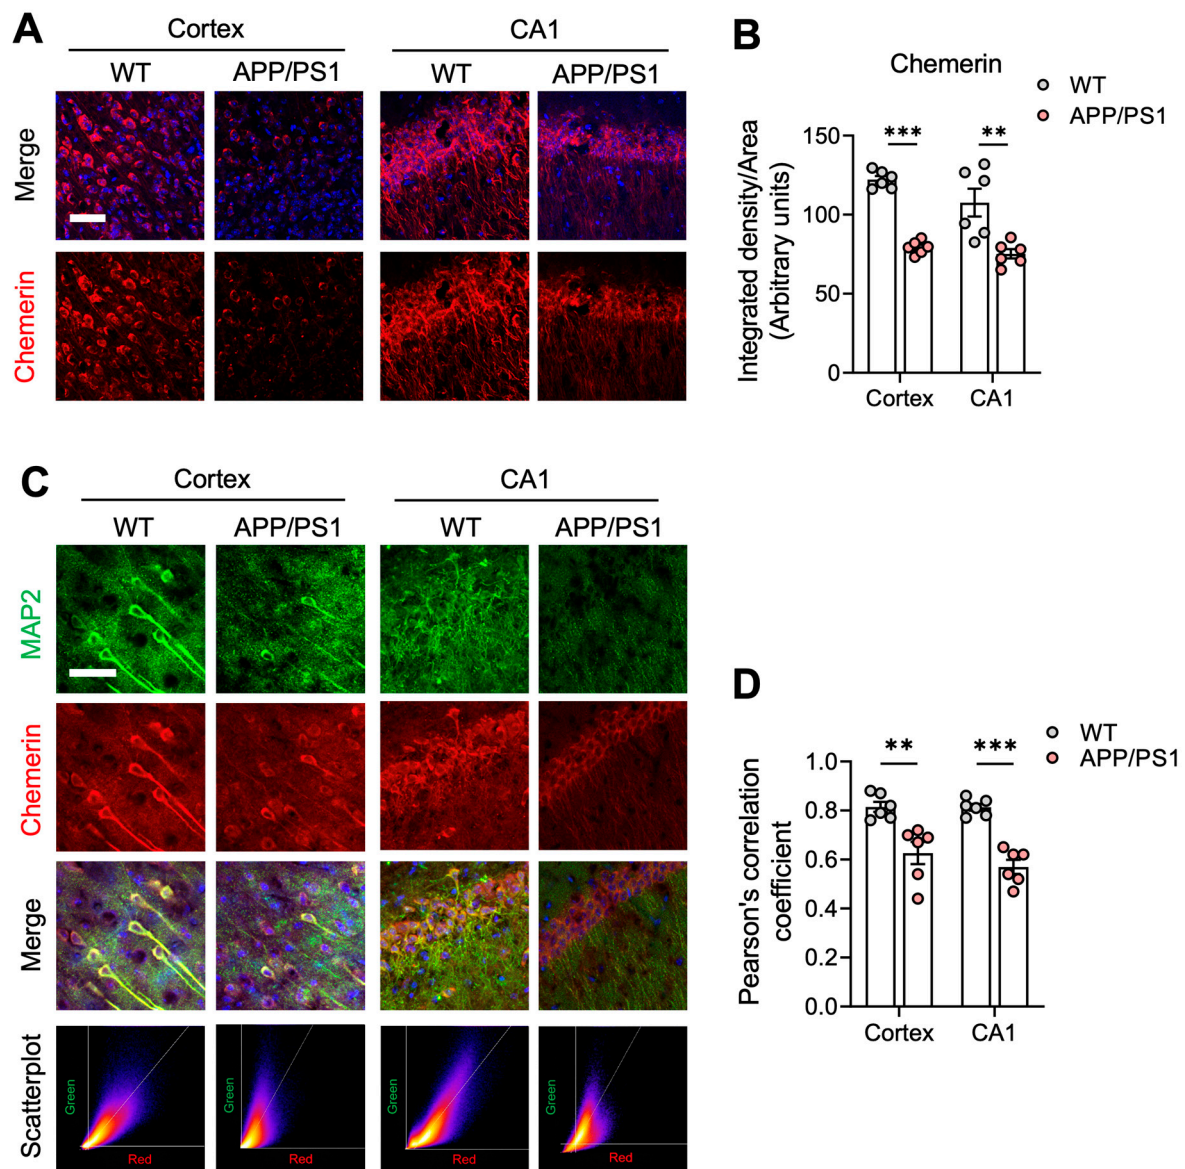 A
Cortex
CA1
WT
APP/PS1
WT
APP/PS1
Merge
Chemerin
B
Chemerin
WT
APP/PS1
Integrated density/Area
(Arbitrary units)
150
100
50
0
***
**
Cortex
CA1
C
Cortex
CA1
WT
APP/PS1
WT
APP/PS1
MAP2
Chemerin
Merge
Scatterplot
Green
Red
Green
Red
Green
Red
Green
Red
D
WT
APP/PS1
Pearson's correlation
coefficient
1.0
0.8
0.6
0.4
0.2
0.0
**
***
Cortex
CA1